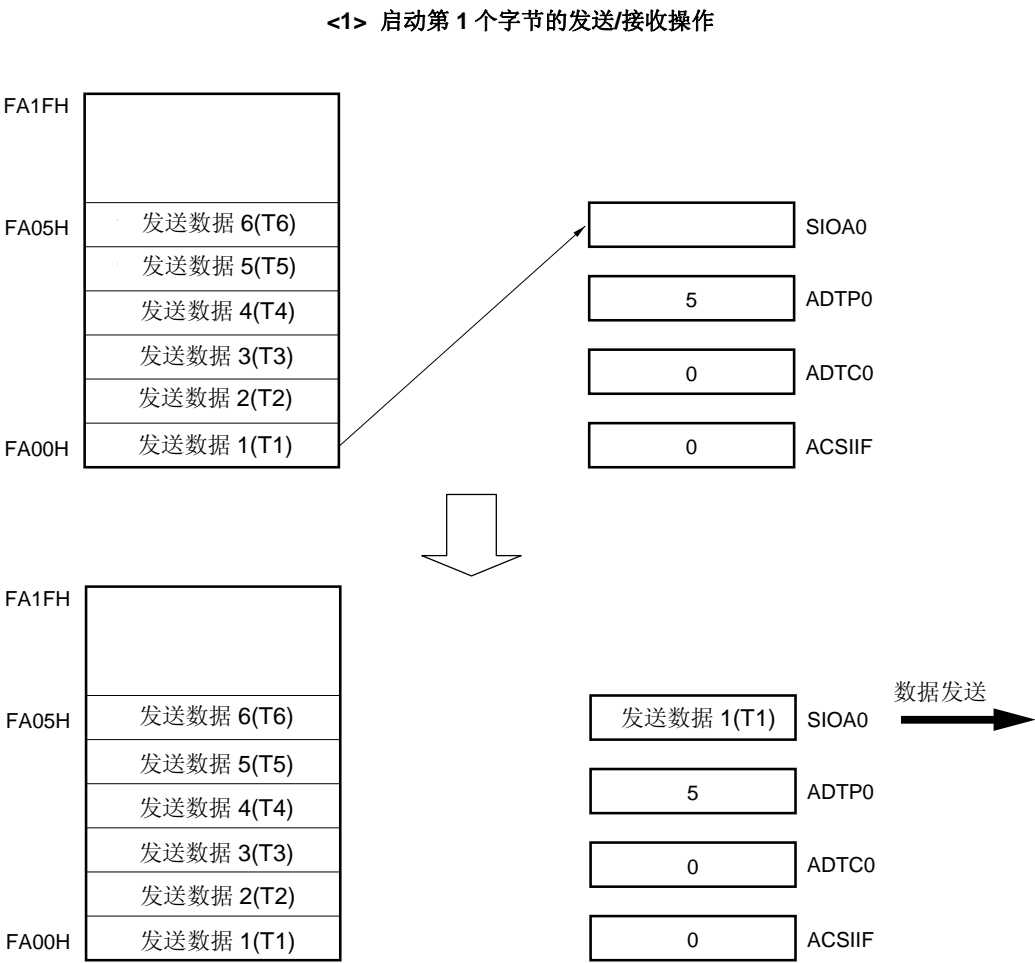 <1> 启动第 1 个字节的发送/接收操作
FA1FH
FA05H 发送数据 6(T6) SIOA0
发送数据 5(T5)
发送数据 4(T4) 5 ADTP0
发送数据 3(T3)
0 ADTC0
发送数据 2(T2)
FA00H 发送数据 1(T1) 0 ACSIIF
FA1FH
数据发送
FA05H 发送数据 6(T6) 发送数据 1(T1) SIOA0
发送数据 5(T5)
发送数据 4(T4) 5 ADTP0
发送数据 3(T3)
0 ADTC0
发送数据 2(T2)
FA00H 发送数据 1(T1) 0 ACSIIF